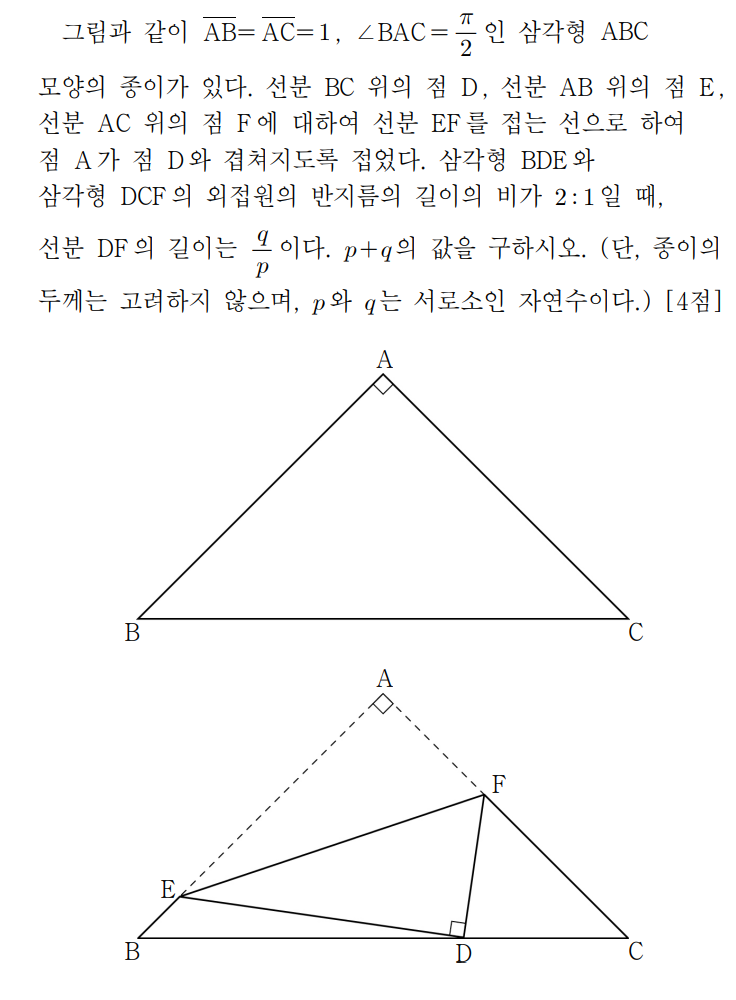 그림과 같이 AB=AC=1, ∠BAC=π/2인 삼각형 ABC
모양의 종이가 있다. 선분 BC 위의 점 D, 선분 AB 위의 점 E,
선분 AC 위의 점 F에 대하여 선분 EF를 접는 선으로 하여
점 A가 점 D와 겹쳐지도록 접었다. 삼각형 BDE와
삼각형 DCF의 외접원의 반지름의 길이의 비가 2:1일 때,
선분 DF의 길이는 q/p이다. p+q의 값을 구하시오. (단, 종이의
두께는 고려하지 않으며, p와 q는 서로소인 자연수이다.) [4점]
A
B C
A
F
E
B D C